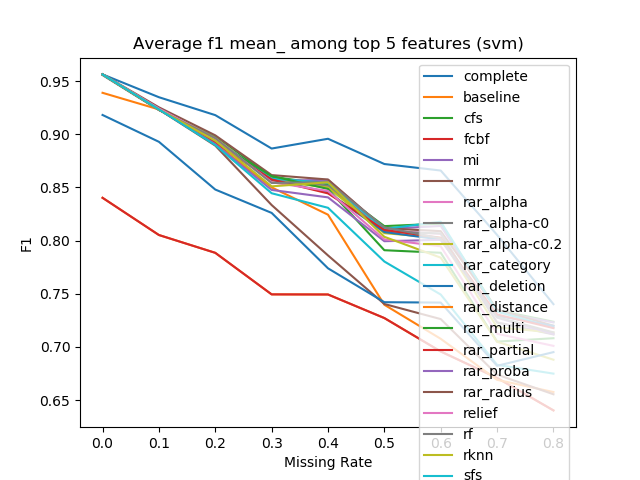 Average f1 mean_ among top 5 features (svm)
F1
0.95
0.90
0.85
0.80
0.75
0.70
0.65
0.0 0.1 0.2 0.3 0.4 0.5 0.6 0.7 0.8
Missing Rate
complete
baseline
cfs
fcbf
mi
mrmr
rar_alpha
rar_alpha-c0
rar_alpha-c0.2
rar_category
rar_deletion
rar_distance
rar_multi
rar_partial
rar_proba
rar_radius
relief
rf
rknn
sfs